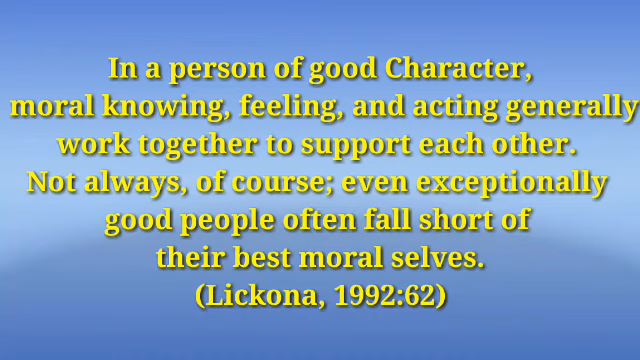 In a person of good Character,
moral knowing, feeling, and acting generally
work together to support each other.
Not always, of course; even exceptionally
good people often fall short of
their best moral selves.
(Lickona, 1992:62)